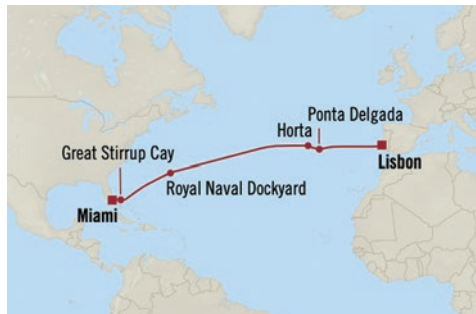 Ponta Delgada
Horta
Great Stirrup Cay
Lisbon
Royal Naval Dockyard
Miami